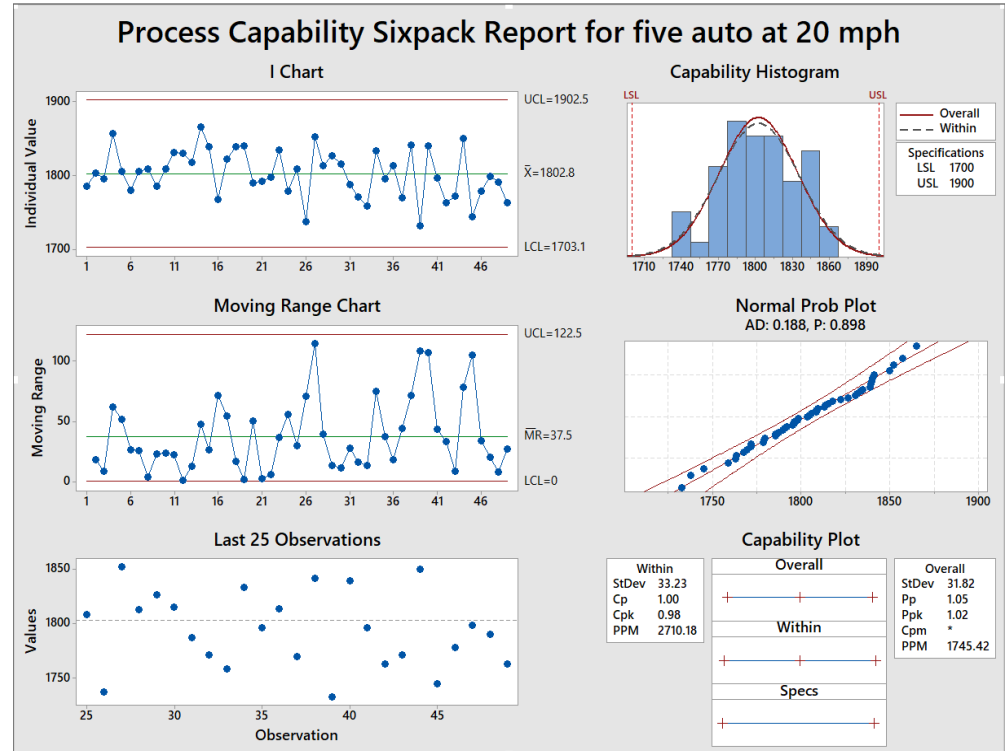 Process Capability Sixpack Report for five auto at 20 mph
I Chart
Individual Value
1900
1800
1700
UCL=1902.5
X̄=1802.8
LCL=1703.1
1 6 11 16 21 26 31 36 41 46
Capability Histogram
LSL USL
1710 1740 1770 1800 1830 1860 1890
Overall
Within
Specifications
LSL 1700
USL 1900
Moving Range Chart
Moving Range
100
50
0
UCL=122.5
M̅R̅=37.5
LCL=0
1 6 11 16 21 26 31 36 41 46
Normal Prob Plot
AD: 0.188, P: 0.898
1750 1800 1850 1900
Last 25 Observations
Values
1850
1800
1750
25 30 35 40 45
Observation
Capability Plot
Within
StDev 33.23
Cp 1.00
Cpk 0.98
PPM 2710.18
Overall
Within
Specs
Overall
StDev 31.82
Pp 1.05
Ppk 1.02
Cpm *
PPM 1745.42